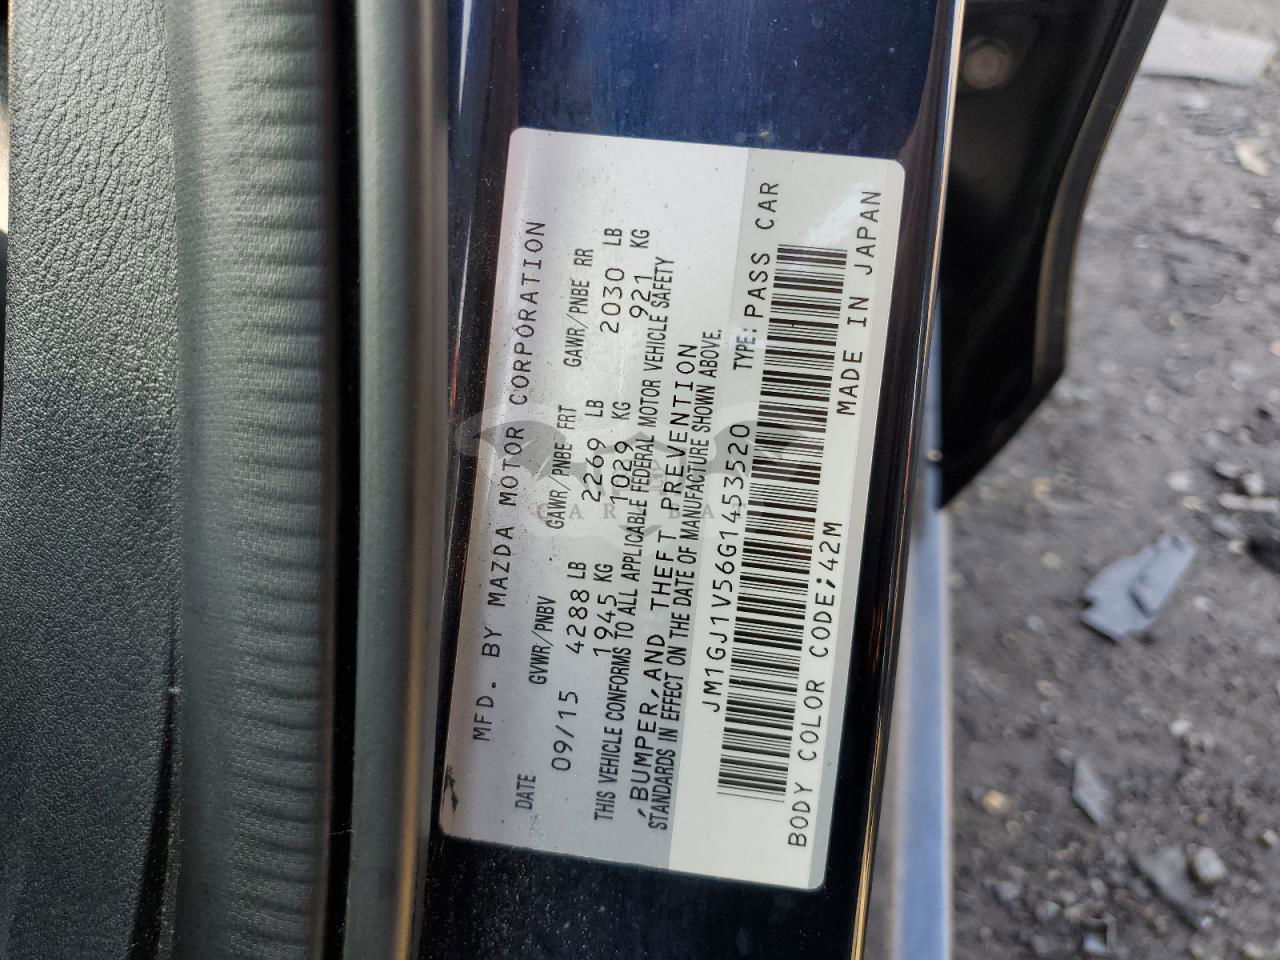 MFD. BY MAZDA MOTOR CORPORATION
DATE GVWR/PNBV GAWR/PNBE FRT GAWR/PNBE RR
09/15 4288 LB 2269 LB 2030 LB
1945 KG 1029 KG 921 KG
THIS VEHICLE CONFORMS TO ALL APPLICABLE FEDERAL MOTOR VEHICLE SAFETY
,BUMPER, AND THEFT PREVENTION
STANDARDS IN EFFECT ON THE DATE OF MANUFACTURE SHOWN ABOVE.
JM1GJ1V56G1453520 TYPE: PASS CAR
BODY COLOR CODE;42M MADE IN JAPAN